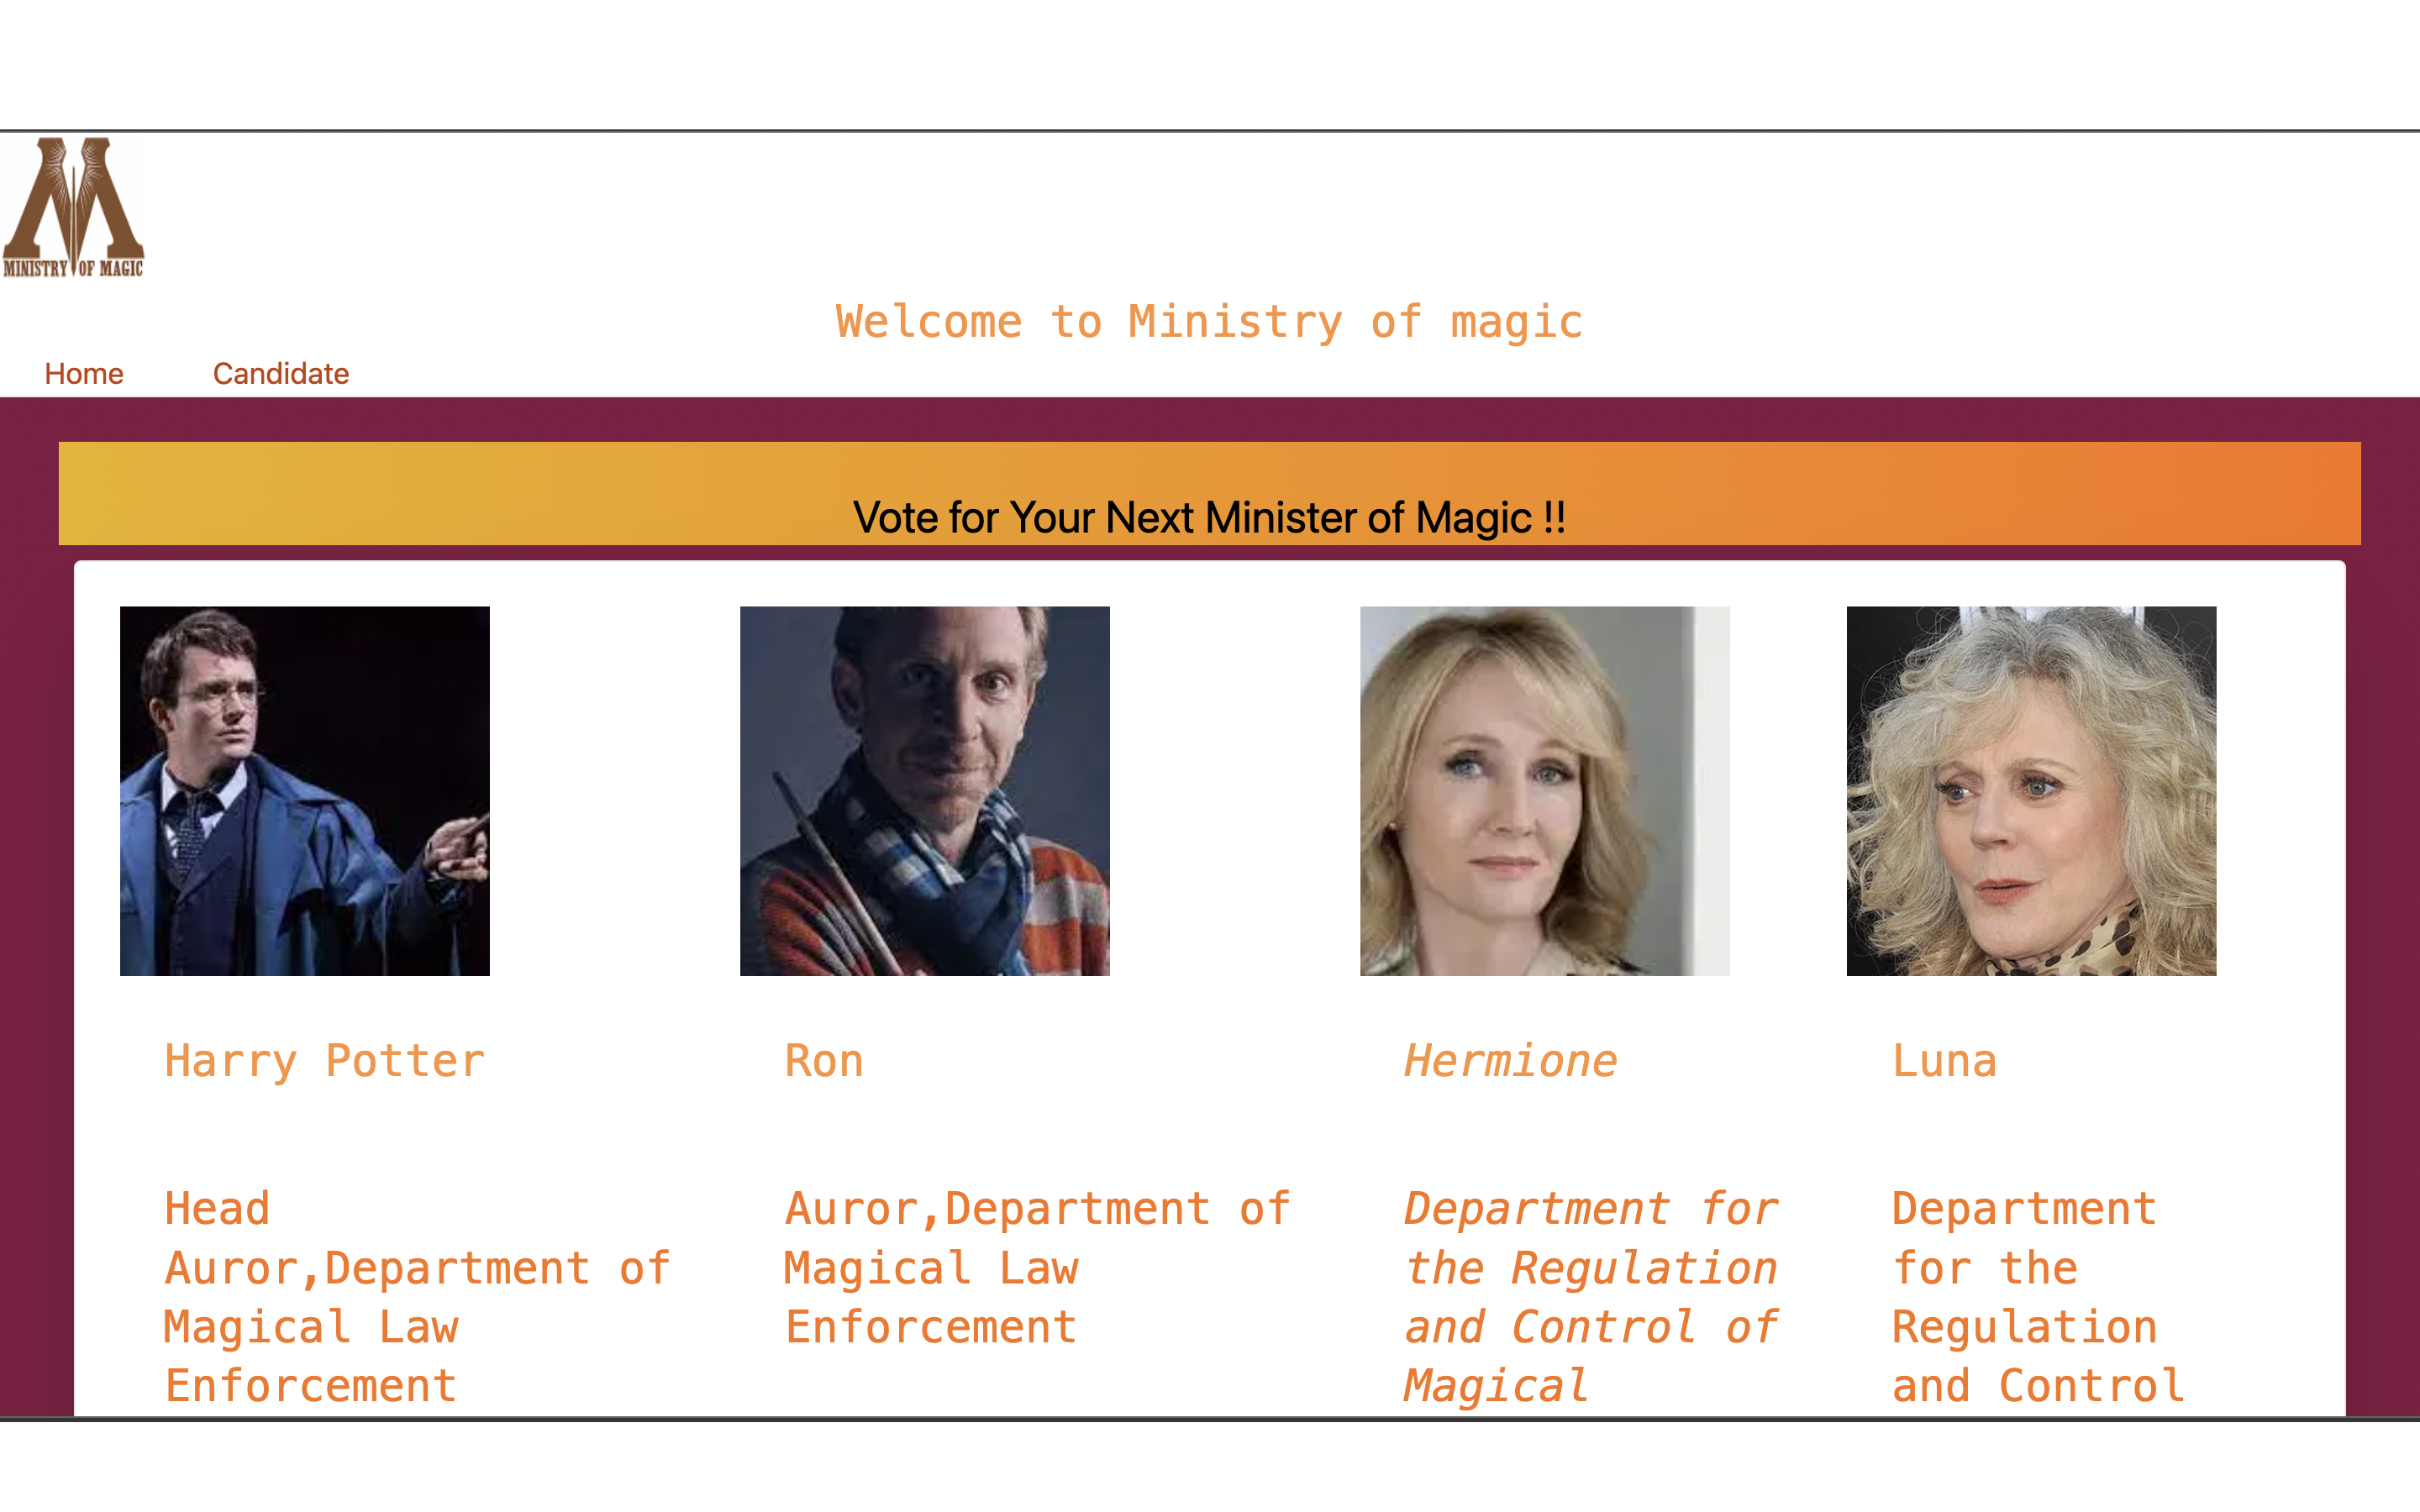 MINISTRY OF MAGIC
Welcome to Ministry of magic
Home
Candidate
Vote for Your Next Minister of Magic !!
Harry Potter
Head
Auror,Department of
Magical Law
Enforcement
Ron
Auror,Department of
Magical Law
Enforcement
Hermione
Department for
the Regulation
and Control of
Magical
Luna
Department
for the
Regulation
and Control